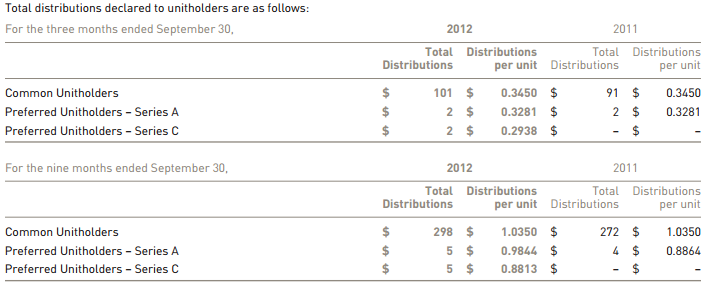 Total distributions declared to unitholders are as follows:
For the three months ended September 30, 2012 2011
Total Distributions Total Distributions
Distributions per unit Distributions per unit
Common Unitholders $ 101 $ 0.3450 $ 91 $ 0.3450
Preferred Unitholders – Series A $ 2 $ 0.3281 $ 2 $ 0.3281
Preferred Unitholders – Series C $ 2 $ 0.2938 $ – $ –
For the nine months ended September 30, 2012 2011
Total Distributions Total Distributions
Distributions per unit Distributions per unit
Common Unitholders $ 298 $ 1.0350 $ 272 $ 1.0350
Preferred Unitholders – Series A $ 5 $ 0.9844 $ 4 $ 0.8864
Preferred Unitholders – Series C $ 5 $ 0.8813 $ – $ –